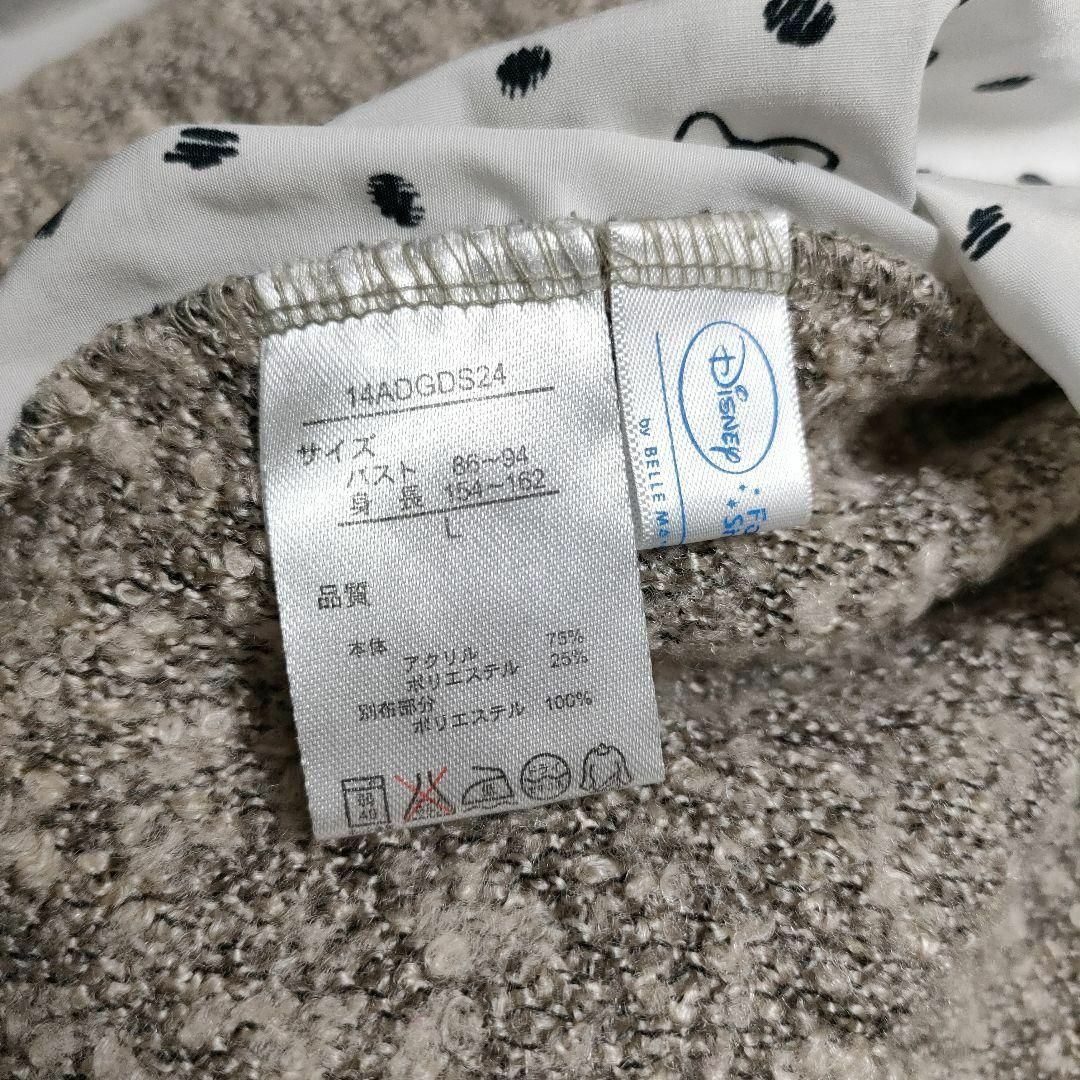 14ADGDS24
サイズ
バスト 86〜94
身 長 154〜162
L
品質
本体
アクリル 75%
ポリエステル 25%
別布部分
ポリエステル 100%
40
DISNEY
by BELLE